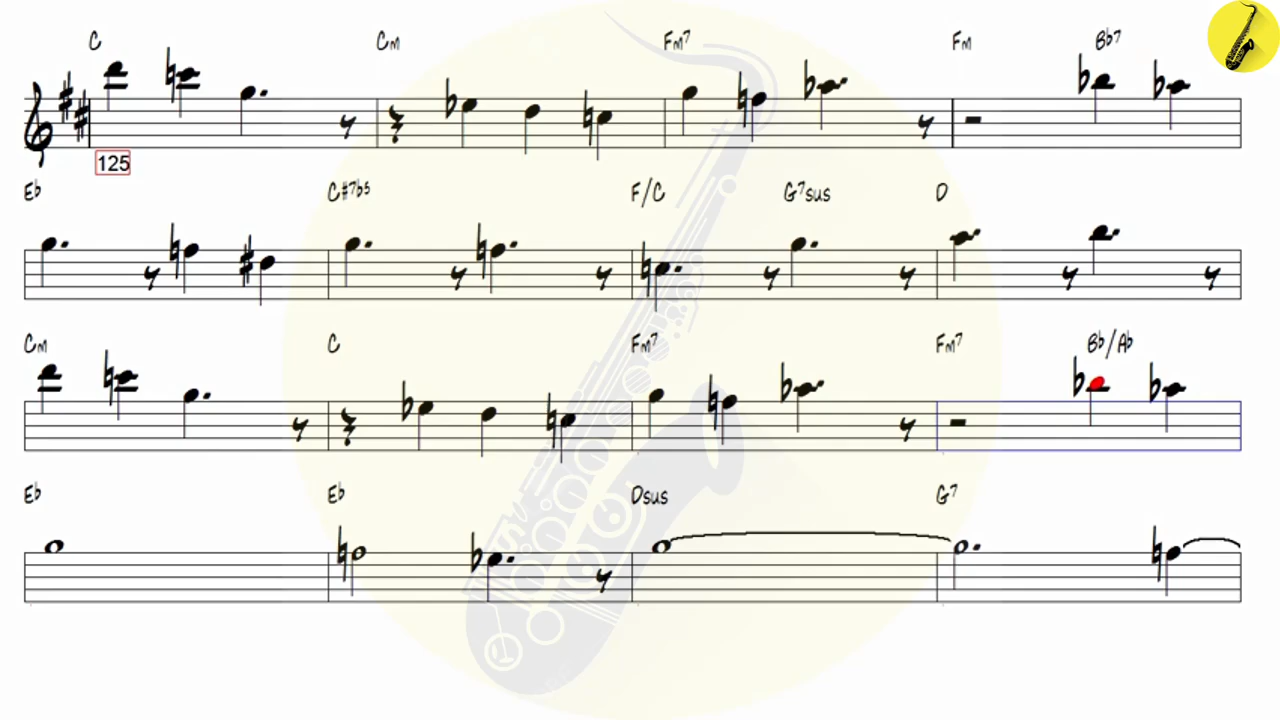 C Cm Fm7 Fm Bb7
125
Eb C#7b5 F/C G7sus D
Cm C Fm7 Fm7 Bb/Ab
Eb Eb Dsus G7